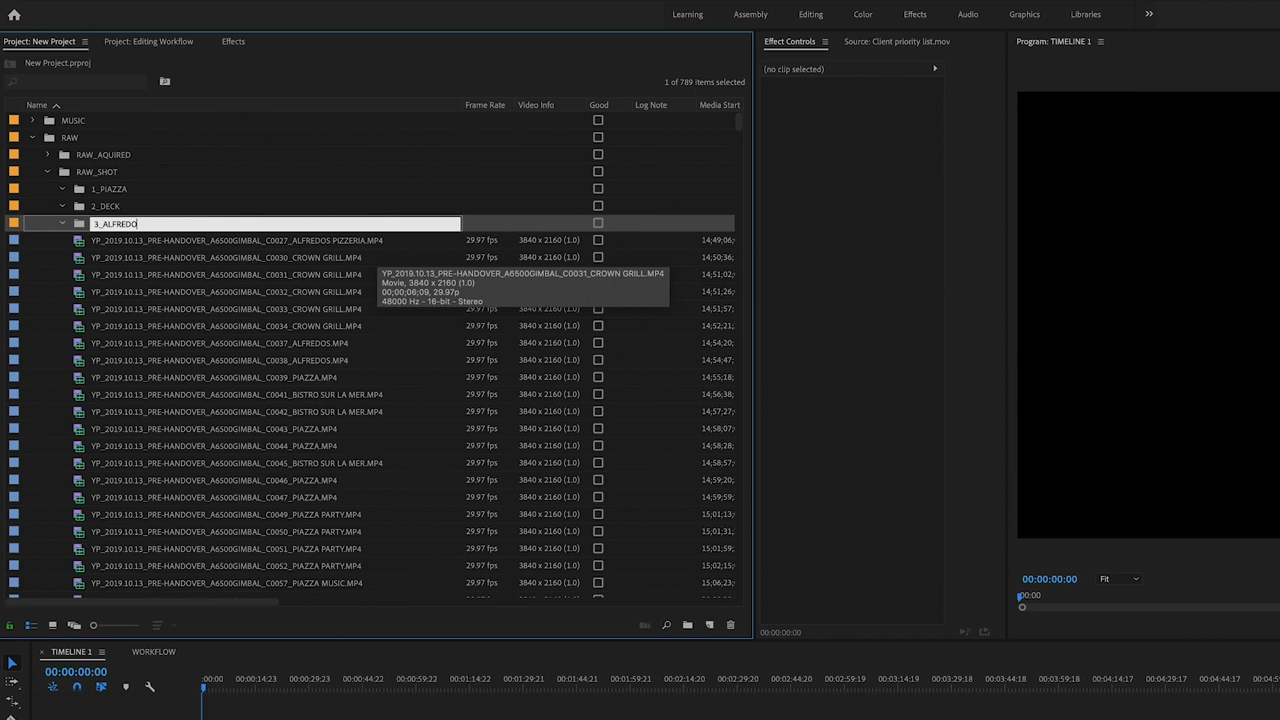 Learning Assembly Editing Color Effects Audio Graphics Libraries
Project: New Project Project: Editing Workflow Effects
New Project.prproj
1 of 789 items selected
Name Frame Rate Video Info Good Log Note Media Start
MUSIC
RAW
RAW_AQUIRED
RAW_SHOT
1_PIAZZA
2_DECK
3_ALFREDO
YP_2019.10.13_PRE-HANDOVER_A6500GIMBAL_C0027_ALFREDOS PIZZERIA.MP4 29.97 fps 3840 x 2160 (1.0) 14;49;06;
YP_2019.10.13_PRE-HANDOVER_A6500GIMBAL_C0030_CROWN GRILL.MP4 29.97 fps 3840 x 2160 (1.0) 14;50;36;
YP_2019.10.13_PRE-HANDOVER_A6500GIMBAL_C0031_CROWN GRILL.MP4 14;51;02;
YP_2019.10.13_PRE-HANDOVER_A6500GIMBAL_C0032_CROWN GRILL.MP4 14;51;26;
YP_2019.10.13_PRE-HANDOVER_A6500GIMBAL_C0033_CROWN GRILL.MP4 29.97 fps 3840 x 2160 (1.0) 14;51;57;
YP_2019.10.13_PRE-HANDOVER_A6500GIMBAL_C0034_CROWN GRILL.MP4 29.97 fps 3840 x 2160 (1.0) 14;52;21;
YP_2019.10.13_PRE-HANDOVER_A6500GIMBAL_C0037_ALFREDOS.MP4 29.97 fps 3840 x 2160 (1.0) 14;54;20;
YP_2019.10.13_PRE-HANDOVER_A6500GIMBAL_C0038_ALFREDOS.MP4 29.97 fps 3840 x 2160 (1.0) 14;54;47;
YP_2019.10.13_PRE-HANDOVER_A6500GIMBAL_C0039_PIAZZA.MP4 29.97 fps 3840 x 2160 (1.0) 14;55;18;
YP_2019.10.13_PRE-HANDOVER_A6500GIMBAL_C0041_BISTRO SUR LA MER.MP4 29.97 fps 3840 x 2160 (1.0) 14;56;38;
YP_2019.10.13_PRE-HANDOVER_A6500GIMBAL_C0042_BISTRO SUR LA MER.MP4 29.97 fps 3840 x 2160 (1.0) 14;57;27;
YP_2019.10.13_PRE-HANDOVER_A6500GIMBAL_C0043_PIAZZA.MP4 29.97 fps 3840 x 2160 (1.0) 14;58;01;
YP_2019.10.13_PRE-HANDOVER_A6500GIMBAL_C0044_PIAZZA.MP4 29.97 fps 3840 x 2160 (1.0) 14;58;28;
YP_2019.10.13_PRE-HANDOVER_A6500GIMBAL_C0045_BISTRO SUR LA MER.MP4 29.97 fps 3840 x 2160 (1.0) 14;58;57;
YP_2019.10.13_PRE-HANDOVER_A6500GIMBAL_C0046_PIAZZA.MP4 29.97 fps 3840 x 2160 (1.0) 14;59;20;
YP_2019.10.13_PRE-HANDOVER_A6500GIMBAL_C0047_PIAZZA.MP4 29.97 fps 3840 x 2160 (1.0) 14;59;51;
YP_2019.10.13_PRE-HANDOVER_A6500GIMBAL_C0049_PIAZZA PARTY.MP4 29.97 fps 3840 x 2160 (1.0) 15;01;03;
YP_2019.10.13_PRE-HANDOVER_A6500GIMBAL_C0050_PIAZZA PARTY.MP4 29.97 fps 3840 x 2160 (1.0) 15;01;31;
YP_2019.10.13_PRE-HANDOVER_A6500GIMBAL_C0051_PIAZZA PARTY.MP4 29.97 fps 3840 x 2160 (1.0) 15;01;59;
YP_2019.10.13_PRE-HANDOVER_A6500GIMBAL_C0052_PIAZZA PARTY.MP4 29.97 fps 3840 x 2160 (1.0) 15;02;15;
YP_2019.10.13_PRE-HANDOVER_A6500GIMBAL_C0057_PIAZZA MUSIC.MP4 29.97 fps 3840 x 2160 (1.0) 15;06;23;
YP_2019.10.13_PRE-HANDOVER_A6500GIMBAL_C0031_CROWN GRILL.MP4
Movie, 3840 x 2160 (1.0)
00;00;06;09, 29.97p
48000 Hz - 16-bit - Stereo
Effect Controls Source: Client priority list.mov
(no clip selected)
00:00:00:00
Program: TIMELINE 1
00:00:00:00 Fit
:00:00
TIMELINE 1 WORKFLOW
00:00:00:00
:00:00 00:00:14:23 00:00:29:23 00:00:44:22 00:00:59:22 00:01:14:22 00:01:29:21 00:01:44:21 00:01:59:21 00:02:14:20 00:02:29:20 00:02:44:20 00:02:59:19 00:03:14:19 00:03:29:18 00:03:44:18 00:03:59:18 00:04:14:17 00:04:29:17 00:04:44:17 00:04:59